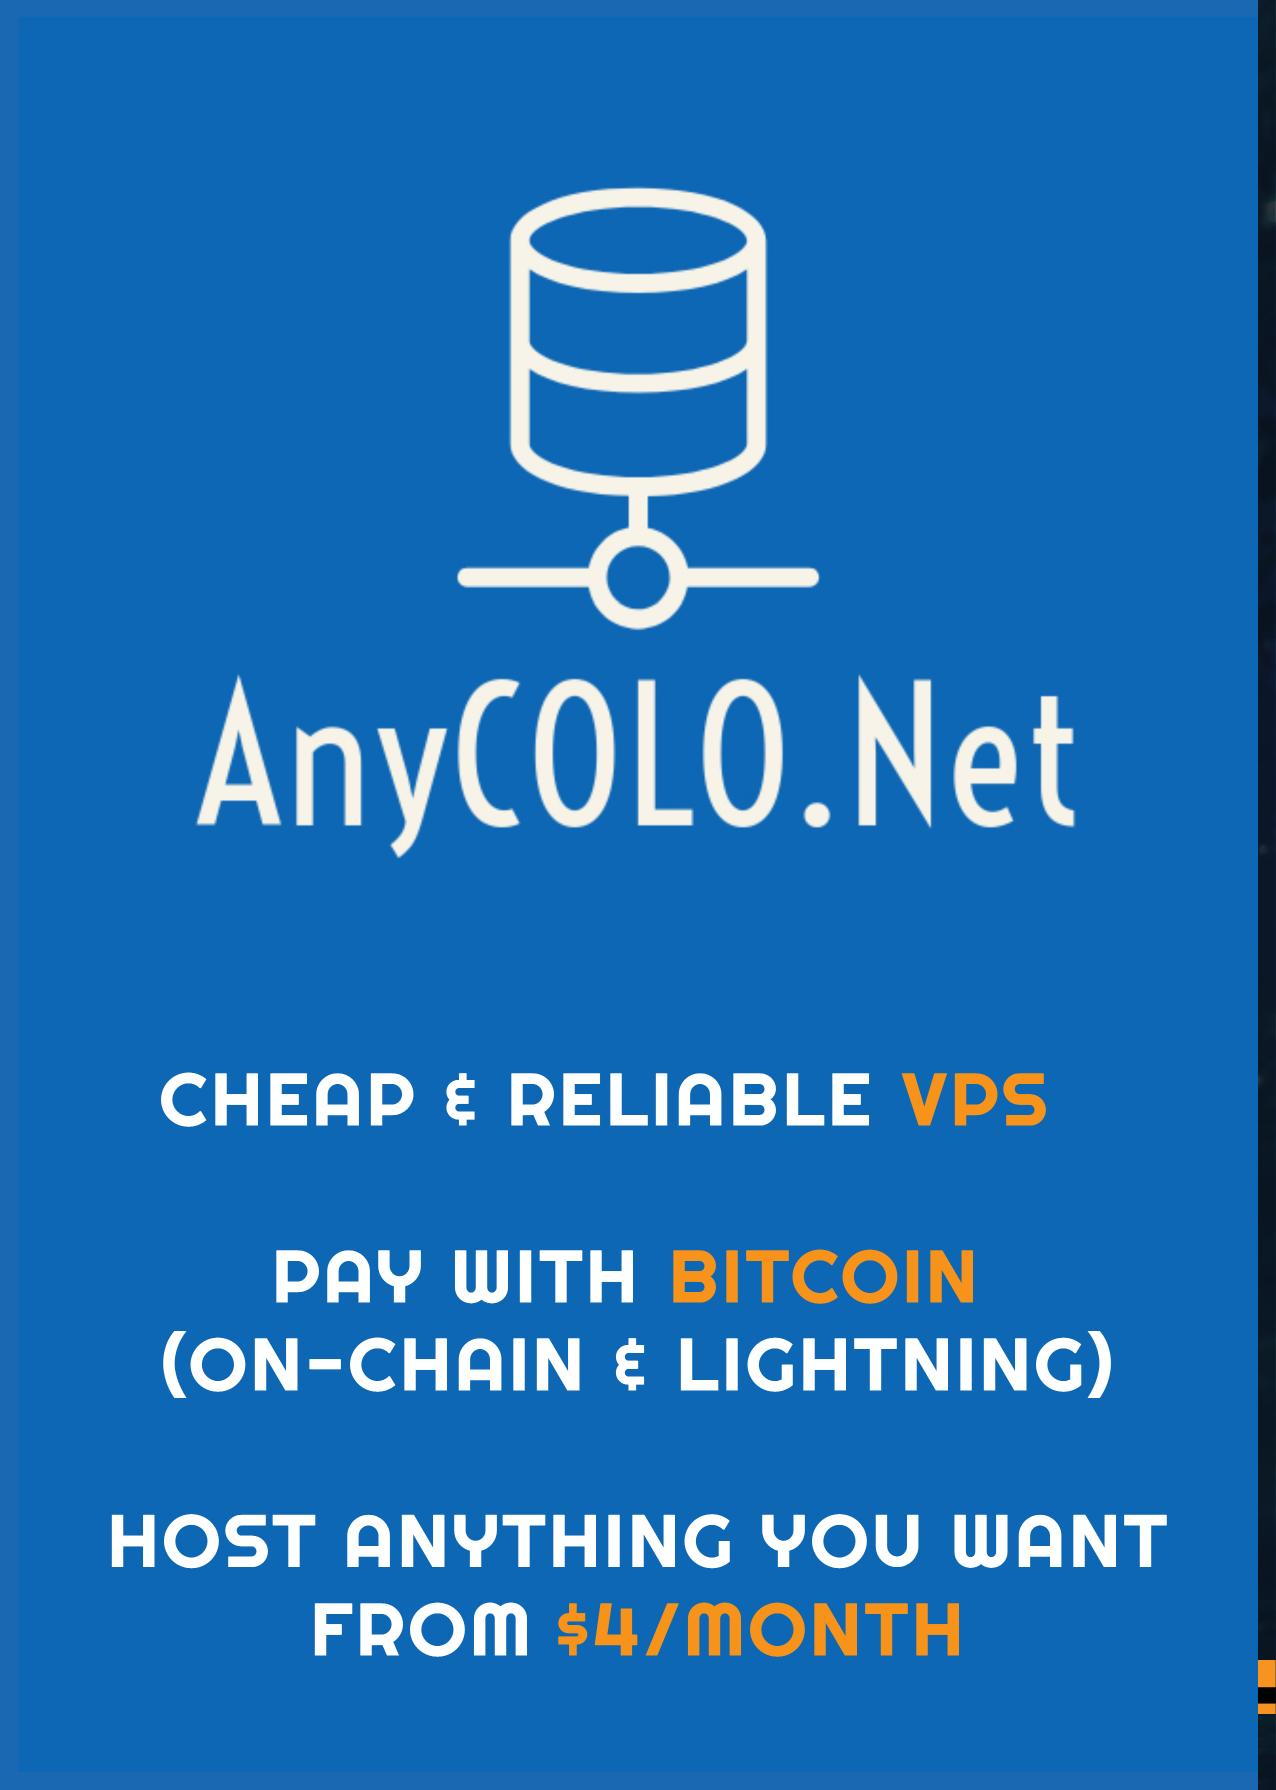 AnyCOLO.Net
CHEAP & RELIABLE VPS
PAY WITH BITCOIN
(ON-CHAIN & LIGHTNING)
HOST ANYTHING YOU WANT
FROM $4/MONTH